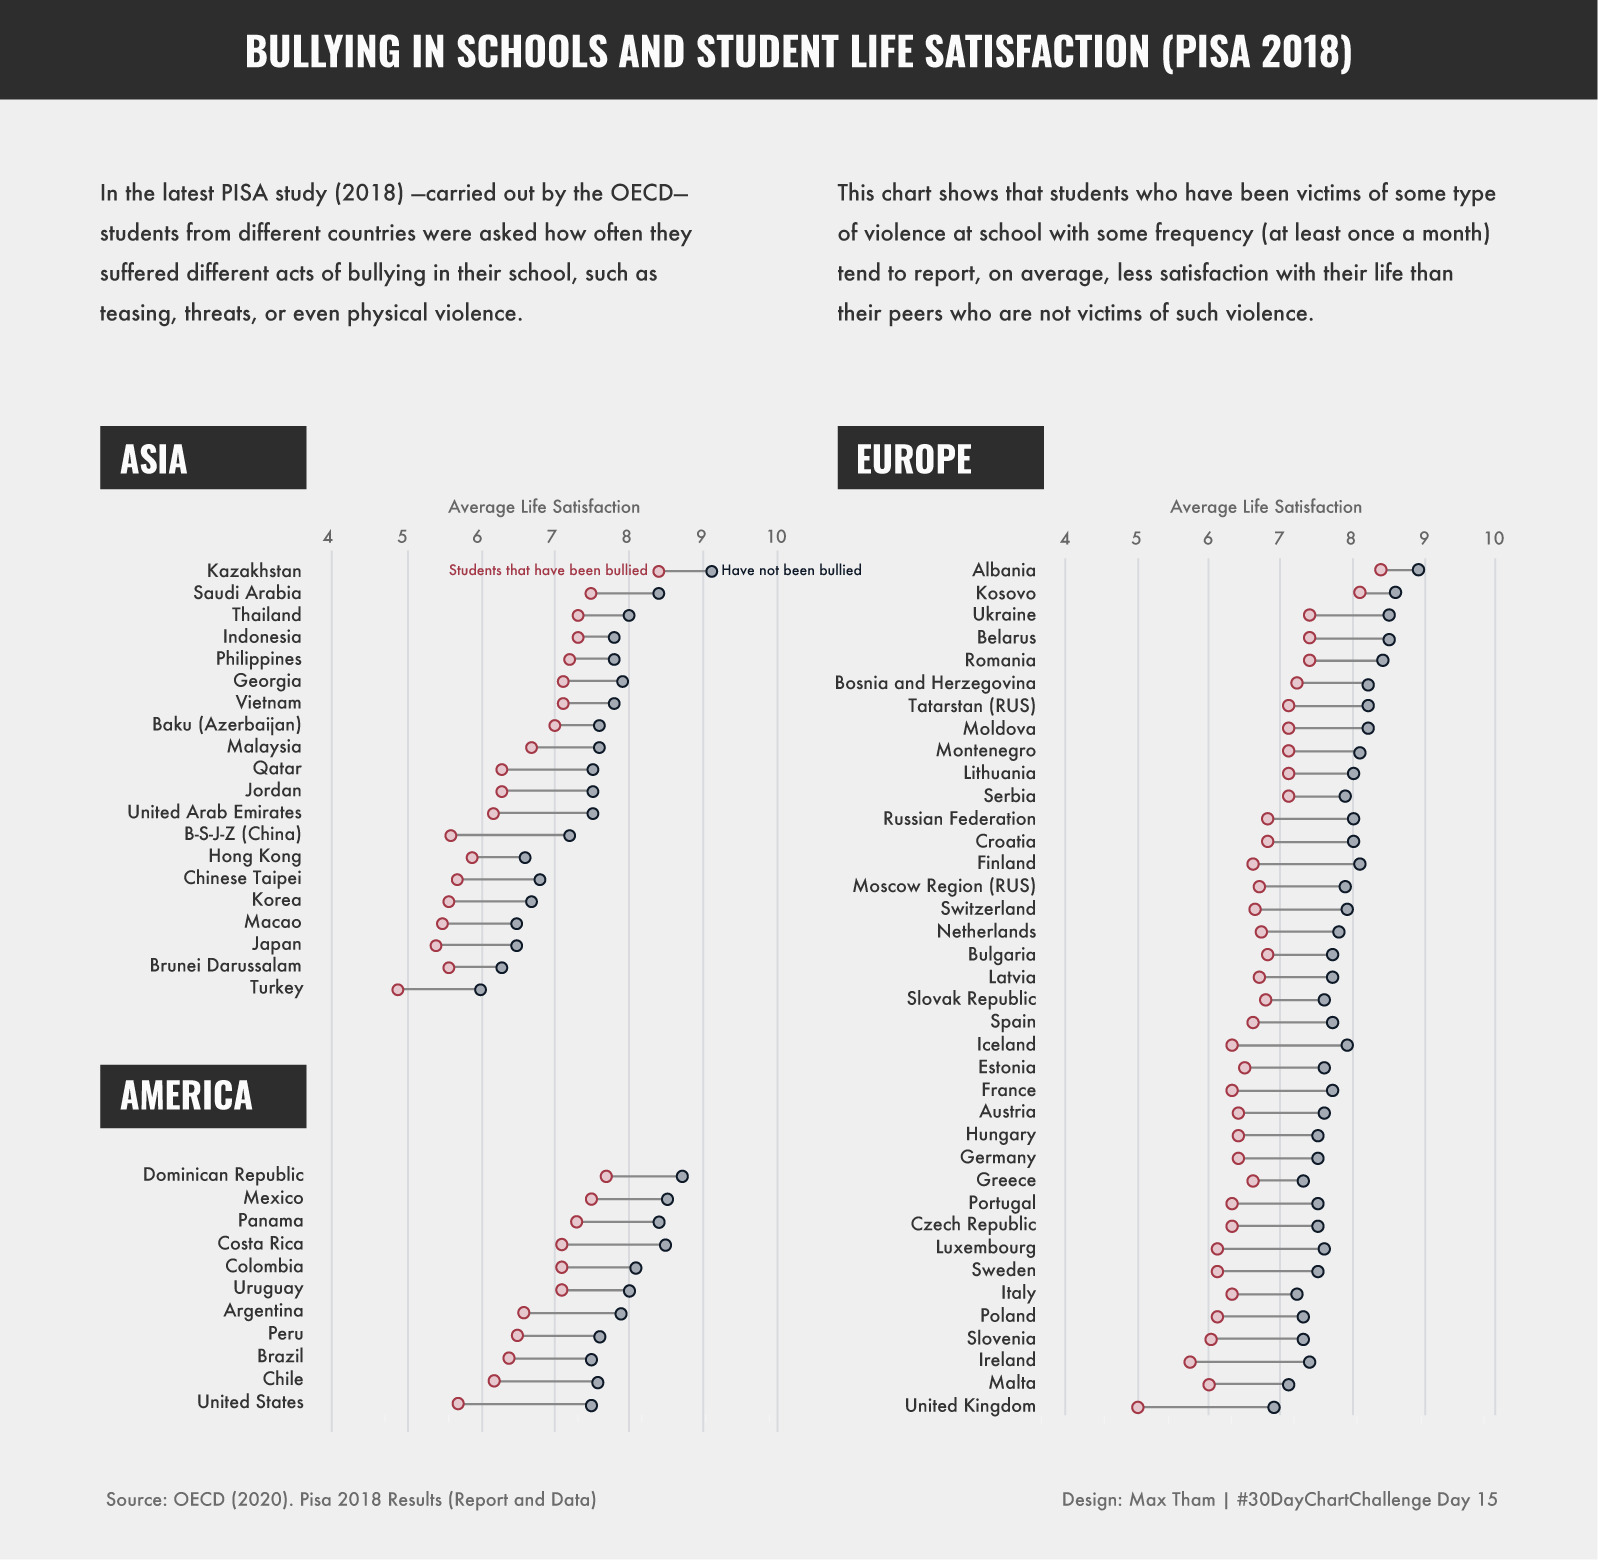 BULLYING IN SCHOOLS AND STUDENT LIFE SATISFACTION (PISA 2018)
In the latest PISA study (2018) –carried out by the OECD–
students from different countries were asked how often they
suffered different acts of bullying in their school, such as
teasing, threats, or even physical violence.
This chart shows that students who have been victims of some type
of violence at school with some frequency (at least once a month)
tend to report, on average, less satisfaction with their life than
their peers who are not victims of such violence.
ASIA
Average Life Satisfaction
4 5 6 7 8 9 10
Kazakhstan Students that have been bullied Have not been bullied
Saudi Arabia
Thailand
Indonesia
Philippines
Georgia
Vietnam
Baku (Azerbaijan)
Malaysia
Qatar
Jordan
United Arab Emirates
B-S-J-Z (China)
Hong Kong
Chinese Taipei
Korea
Macao
Japan
Brunei Darussalam
Turkey
AMERICA
Dominican Republic
Mexico
Panama
Costa Rica
Colombia
Uruguay
Argentina
Peru
Brazil
Chile
United States
EUROPE
Average Life Satisfaction
4 5 6 7 8 9 10
Albania
Kosovo
Ukraine
Belarus
Romania
Bosnia and Herzegovina
Tatarstan (RUS)
Moldova
Montenegro
Lithuania
Serbia
Russian Federation
Croatia
Finland
Moscow Region (RUS)
Switzerland
Netherlands
Bulgaria
Latvia
Slovak Republic
Spain
Iceland
Estonia
France
Austria
Hungary
Germany
Greece
Portugal
Czech Republic
Luxembourg
Sweden
Italy
Poland
Slovenia
Ireland
Malta
United Kingdom
Source: OECD (2020). Pisa 2018 Results (Report and Data)
Design: Max Tham | #30DayChartChallenge Day 15